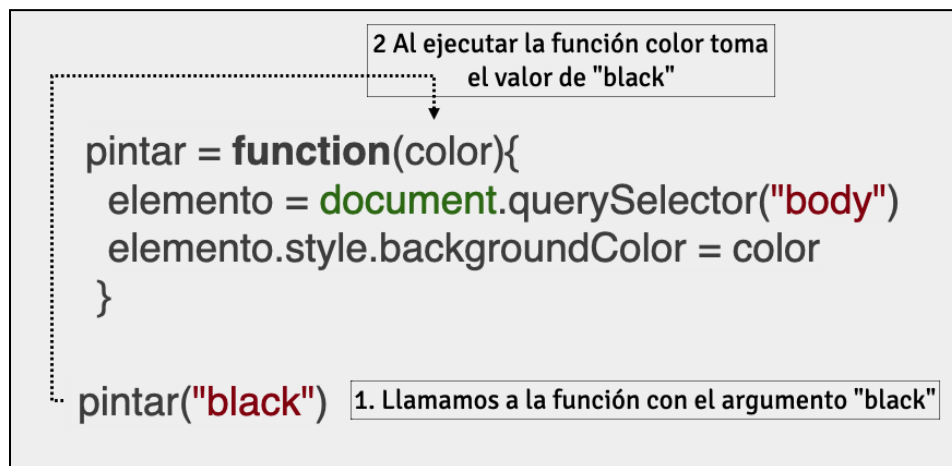 2 Al ejecutar la función color toma
el valor de "black"
pintar = function(color){
elemento = document.querySelector("body")
elemento.style.backgroundColor = color
}
pintar("black")
1. Llamamos a la función con el argumento "black"